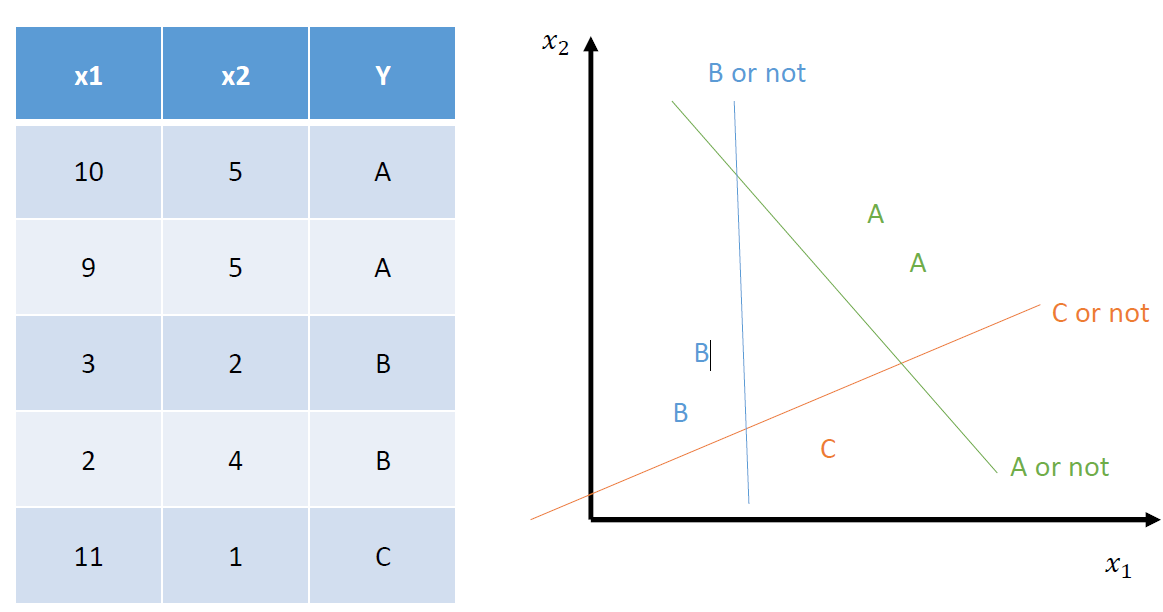 x1 x2 Y
10 5 A
9 5 A
3 2 B
2 4 B
11 1 C
x₂
B or not
A
A
C or not
B
B
C
A or not
x₁